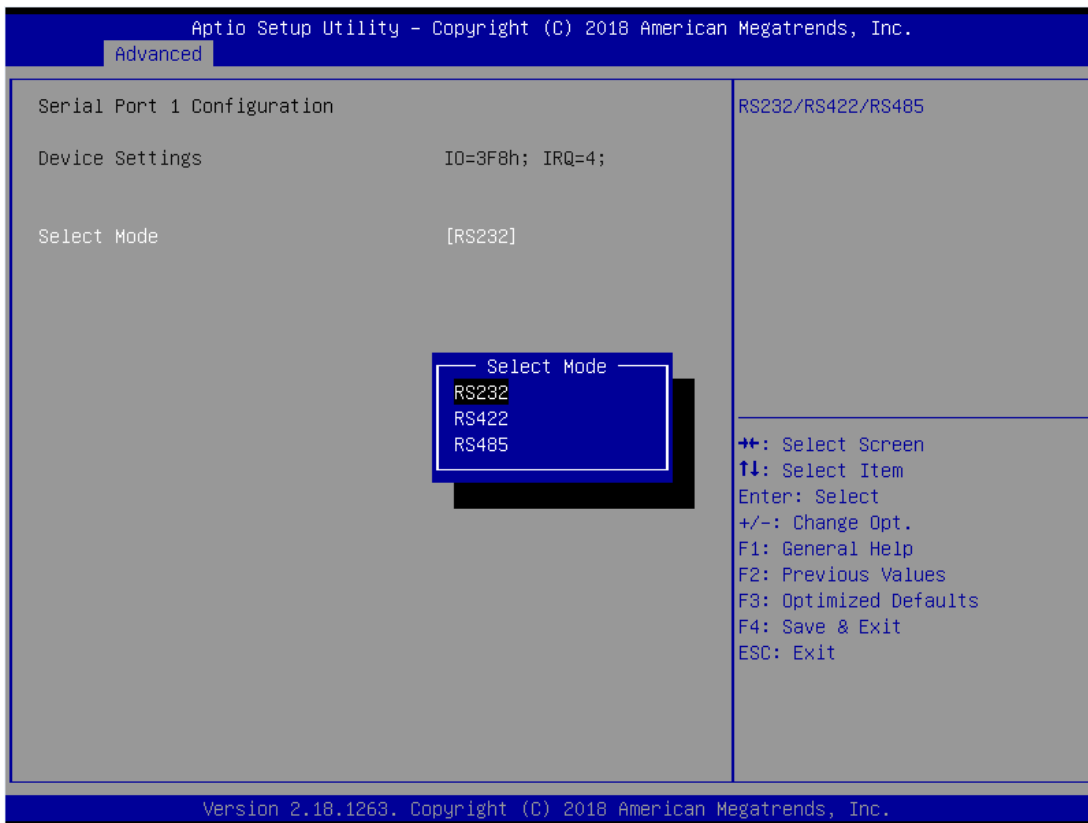 Aptio Setup Utility – Copyright (C) 2018 American Megatrends, Inc.
Advanced
Serial Port 1 Configuration
Device Settings IO=3F8h; IRQ=4;
Select Mode [RS232]
Select Mode
RS232
RS422
RS485
RS232/RS422/RS485
→←: Select Screen
↑↓: Select Item
Enter: Select
+/-: Change Opt.
F1: General Help
F2: Previous Values
F3: Optimized Defaults
F4: Save & Exit
ESC: Exit
Version 2.18.1263. Copyright (C) 2018 American Megatrends, Inc.